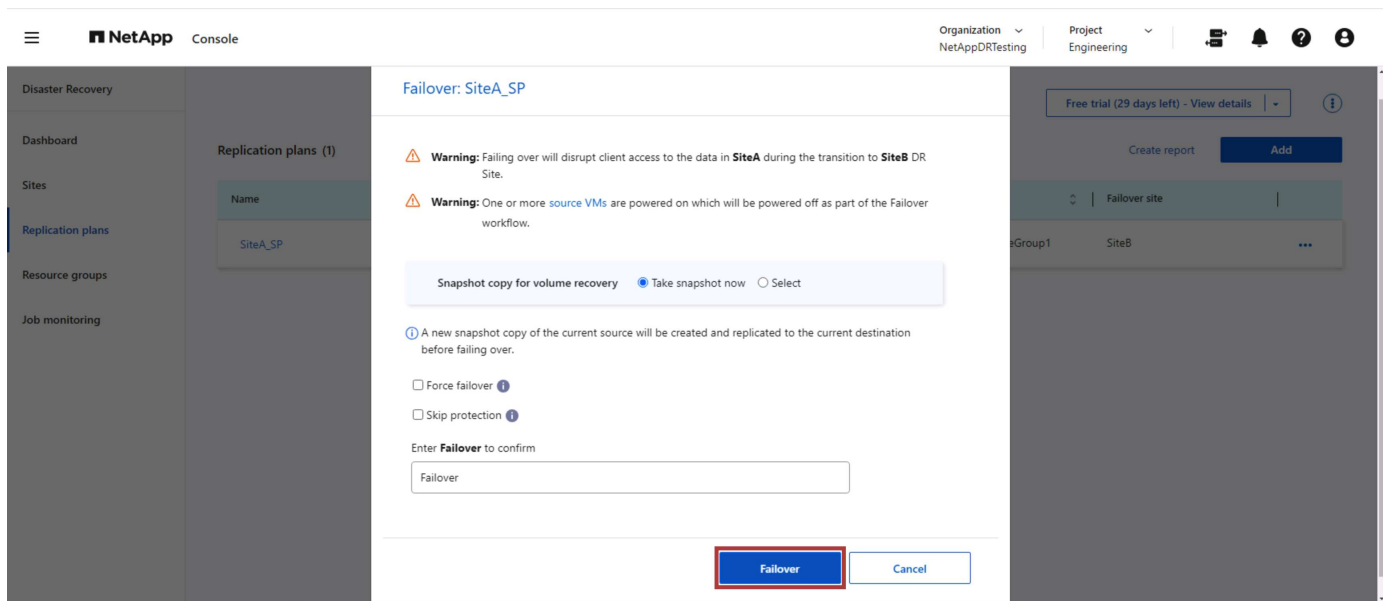 NetApp Console
Organization
NetAppDRTesting
Project
Engineering
Disaster Recovery
Dashboard
Sites
Replication plans
Resource groups
Job monitoring
Free trial (29 days left) - View details
Replication plans (1)
Create report
Add
Name
Failover site
SiteA_SP
eGroup1
SiteB
Failover: SiteA_SP
Warning: Failing over will disrupt client access to the data in SiteA during the transition to SiteB DR
Site.
Warning: One or more source VMs are powered on which will be powered off as part of the Failover
workflow.
Snapshot copy for volume recovery Take snapshot now Select
A new snapshot copy of the current source will be created and replicated to the current destination
before failing over.
Force failover
Skip protection
Enter Failover to confirm
Failover
Failover
Cancel